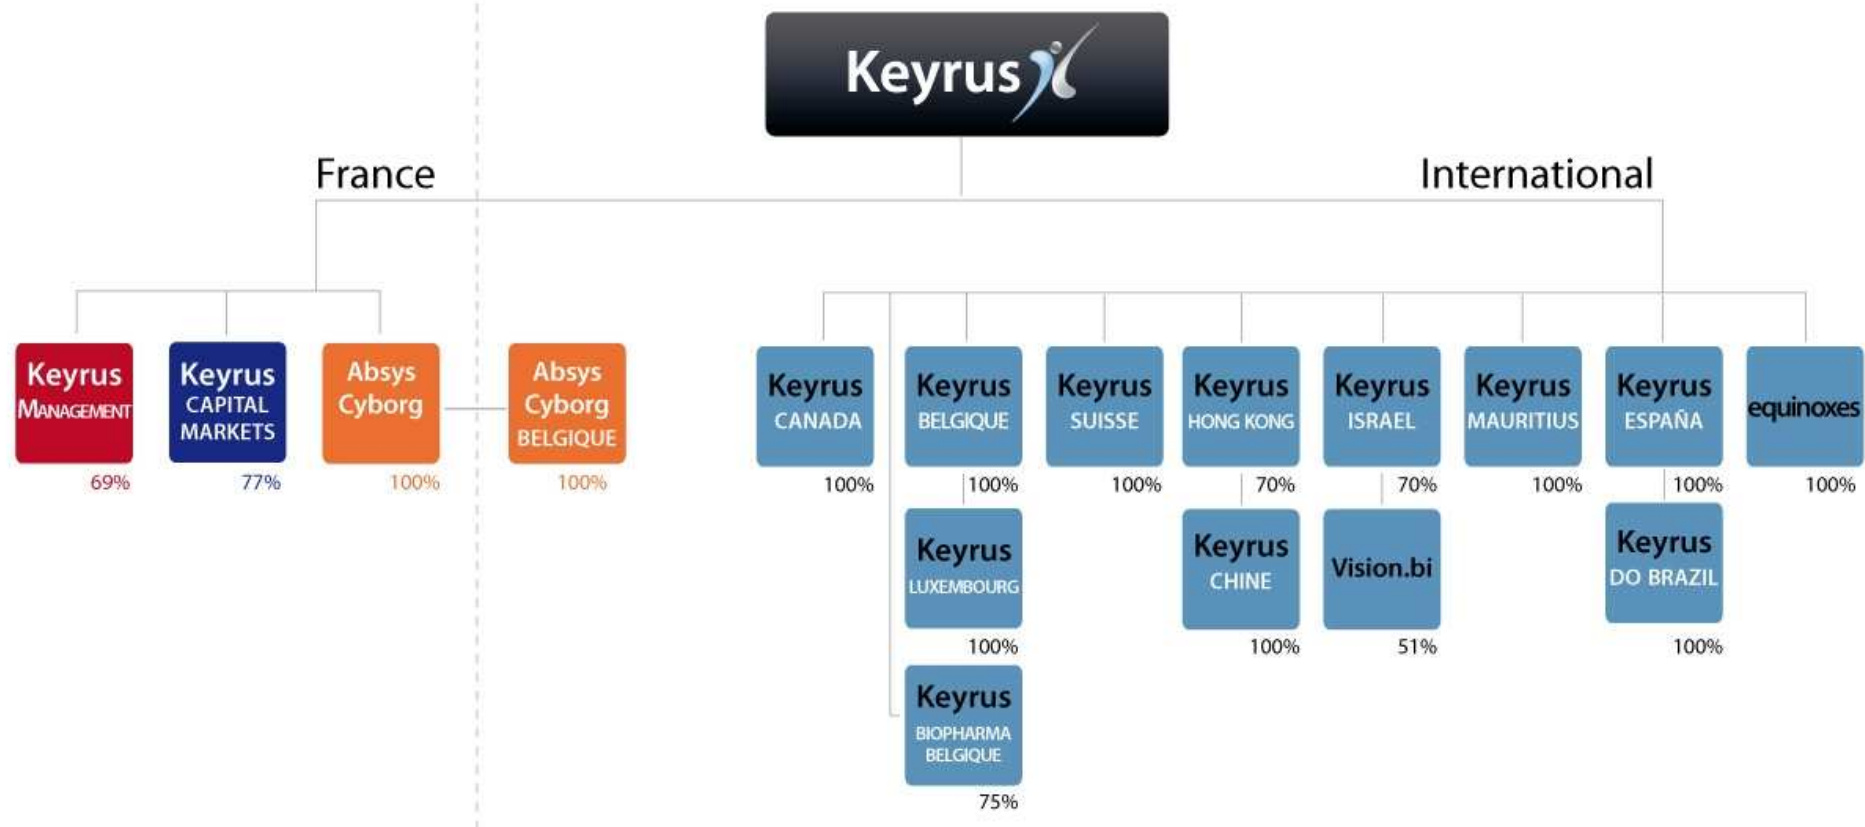 Keyrus
France
International
Keyrus
MANAGEMENT
69%
Keyrus
CAPITAL
MARKETS
77%
Absys
Cyborg
100%
Absys
Cyborg
BELGIQUE
100%
Keyrus
CANADA
100%
Keyrus
BELGIQUE
100%
Keyrus
SUISSE
100%
Keyrus
HONG KONG
70%
Keyrus
ISRAEL
70%
Keyrus
MAURITIUS
100%
Keyrus
ESPAÑA
100%
equinoxes
100%
Keyrus
LUXEMBOURG
100%
Keyrus
CHINE
100%
Vision.bi
51%
Keyrus
DO BRAZIL
100%
Keyrus
BIOPHARMA
BELGIQUE
75%